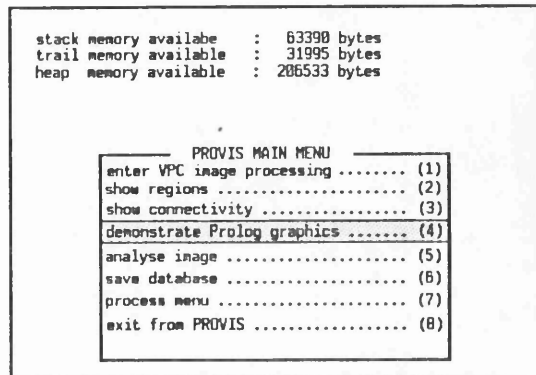 stack memory availabe : 63390 bytes
trail memory available : 31995 bytes
heap memory available : 206533 bytes
PROVIS MAIN MENU
enter VPC image processing ........ (1)
show regions ...................... (2)
show connectivity ................. (3)
demonstrate Prolog graphics ....... (4)
analyse image ..................... (5)
save database ..................... (6)
process menu ...................... (7)
exit from PROVIS .................. (8)